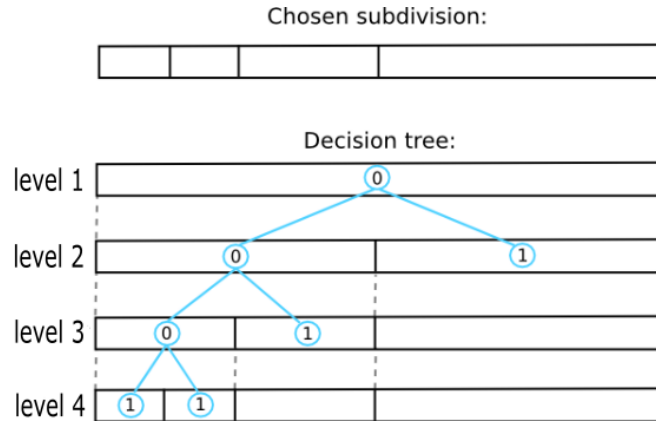 Chosen subdivision:
Decision tree:
level 1 0
level 2 0 1
level 3 0 1
level 4 1 1